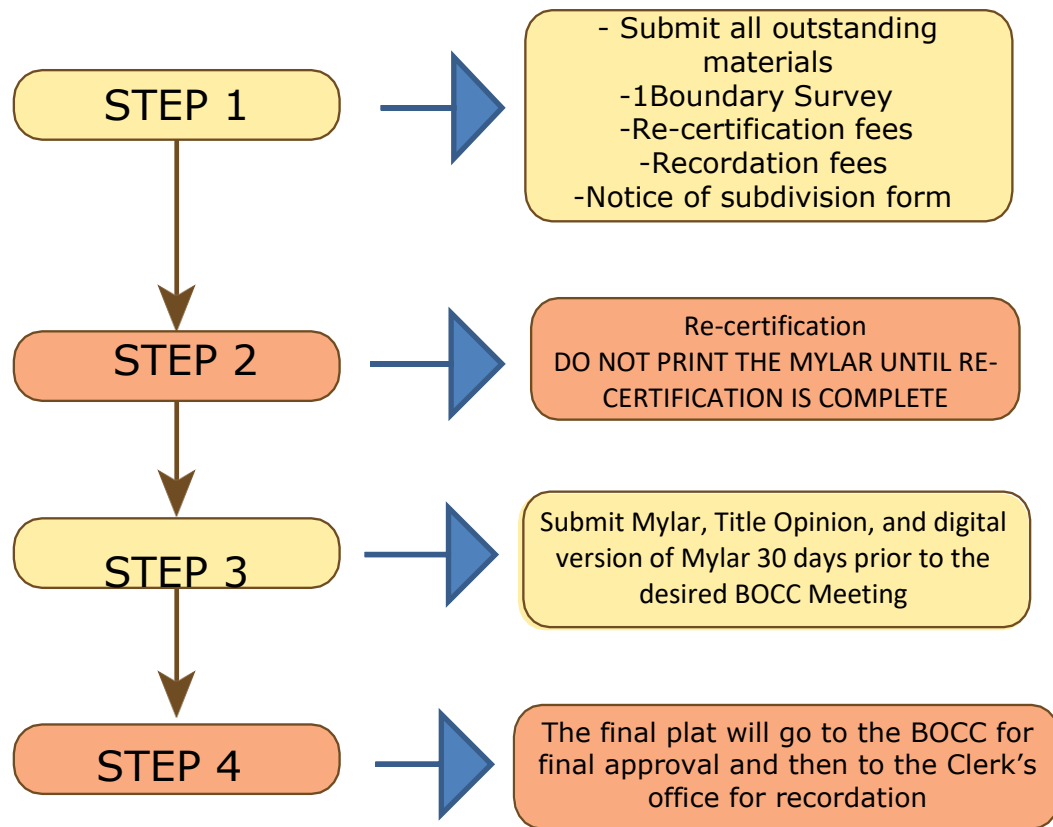 STEP 1
- Submit all outstanding
materials
-1Boundary Survey
-Re-certification fees
-Recordation fees
-Notice of subdivision form
STEP 2
Re-certification
DO NOT PRINT THE MYLAR UNTIL RE-
CERTIFICATION IS COMPLETE
STEP 3
Submit Mylar, Title Opinion, and digital
version of Mylar 30 days prior to the
desired BOCC Meeting
STEP 4
The final plat will go to the BOCC for
final approval and then to the Clerk’s
office for recordation